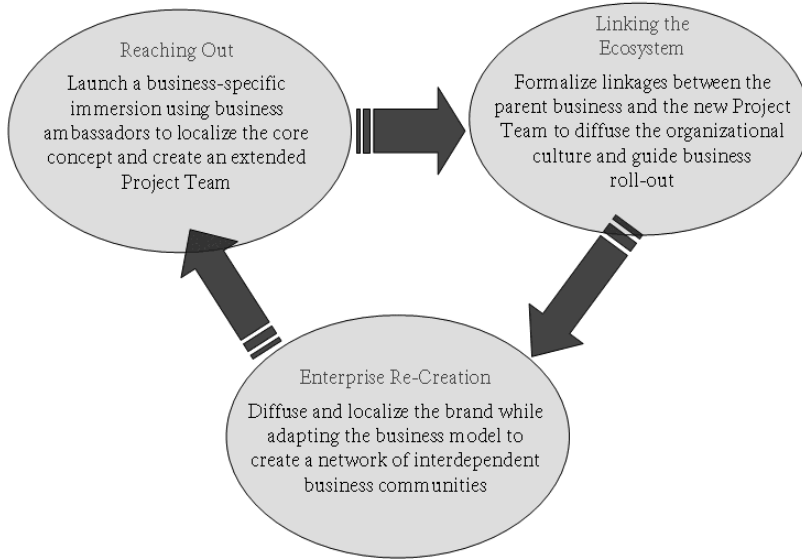 Reaching Out
Launch a business-specific
immersion using business
ambassadors to localize the core
concept and create an extended
Project Team
Linking the
Ecosystem
Formalize linkages between the
parent business and the new Project
Team to diffuse the organizational
culture and guide business
roll-out
Enterprise Re-Creation
Diffuse and localize the brand while
adapting the business model to
create a network of interdependent
business communities